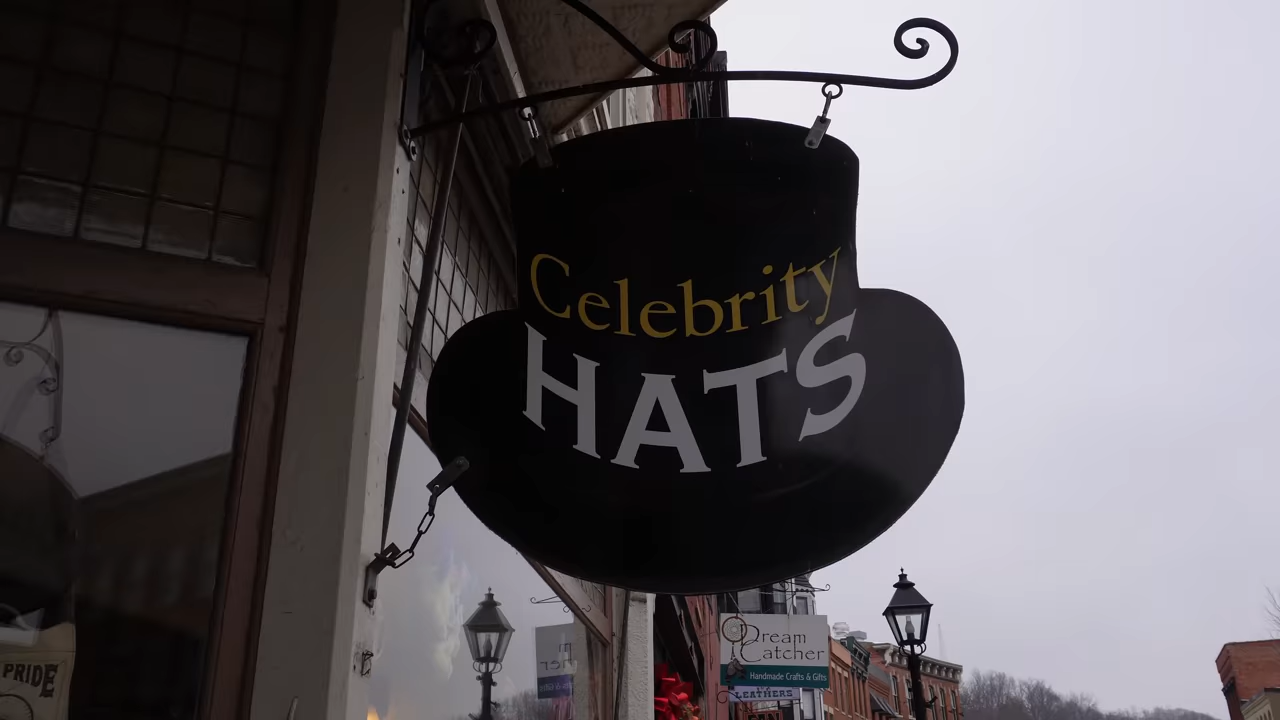 Celebrity
HATS
PRIDE
Dream
Catcher
Handmade Crafts & Gifts
LEATHERS